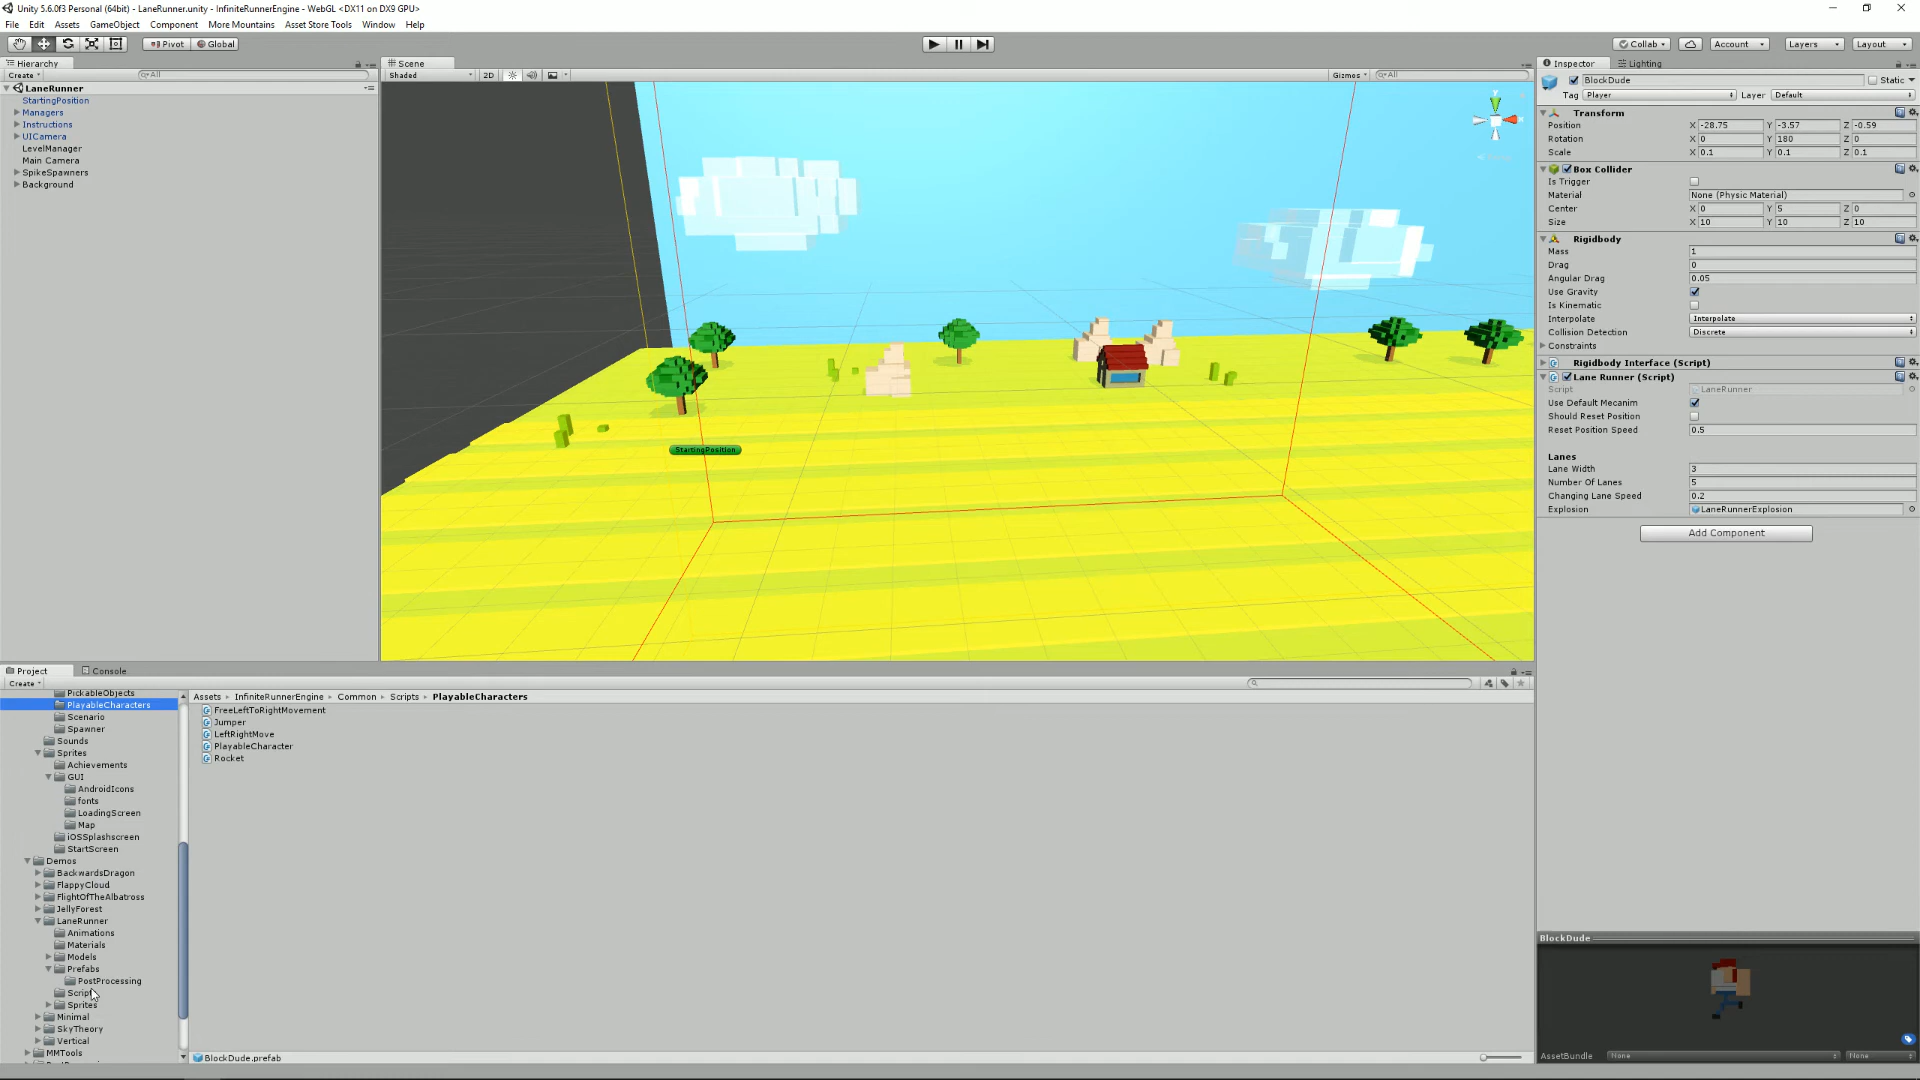 Unity 5.6.0f3 Personal (64bit) - LaneRunner.unity - InfiniteRunnerEngine - WebGL <DX11 on DX9 GPU>
File Edit Assets GameObject Component More Mountains Asset Store Tools Window Help
Pivot Global Collab Account Layers Layout
Hierarchy
Create All
LaneRunner
StartingPosition
Managers
Instructions
UICamera
LevelManager
Main Camera
SpikeSpawners
Background
Scene
Shaded 2D Gizmos All
y
StartingPosition
Inspector Lighting
BlockDude Static
Tag Player Layer Default
Transform
Position X -28.75 Y -3.57 Z -0.59
Rotation X 0 Y 180 Z 0
Scale X 0.1 Y 0.1 Z 0.1
Box Collider
Is Trigger
Material None (Physic Material)
Center X 0 Y 5 Z 0
Size X 10 Y 10 Z 10
Rigidbody
Mass 1
Drag 0
Angular Drag 0.05
Use Gravity
Is Kinematic
Interpolate Interpolate
Collision Detection Discrete
Constraints
Rigidbody Interface (Script)
Lane Runner (Script)
Script LaneRunner
Use Default Mecanim
Should Reset Position
Reset Position Speed 0.5
Lanes
Lane Width 3
Number Of Lanes 5
Changing Lane Speed 0.2
Explosion LaneRunnerExplosion
Add Component
Project Console
Create
PickableObjects
PlayableCharacters
Scenario
Spawner
Sounds
Sprites
Achievements
GUI
AndroidIcons
fonts
LoadingScreen
Map
iOSSplashscreen
StartScreen
Demos
BackwardsDragon
FlappyCloud
FlightOfTheAlbatross
JellyForest
LaneRunner
Animations
Materials
Models
Prefabs
PostProcessing
Script
Sprites
Minimal
SkyTheory
Vertical
MMTools
Assets InfiniteRunnerEngine Common Scripts PlayableCharacters
FreeLeftToRightMovement
Jumper
LeftRightMove
PlayableCharacter
Rocket
BlockDude.prefab
BlockDude
AssetBundle None None